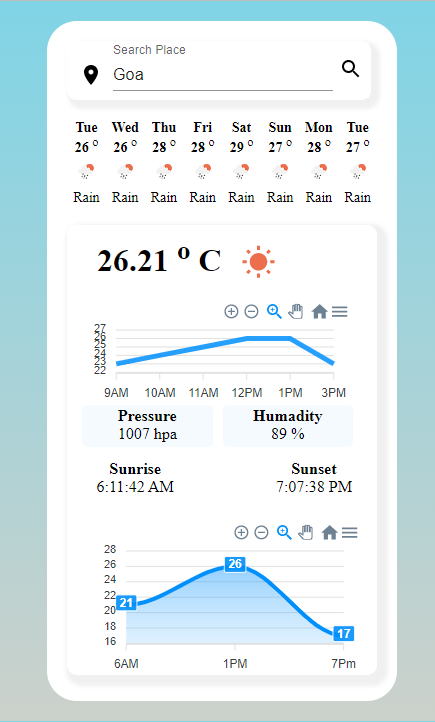 Search Place
Goa
Tue Wed Thu Fri Sat Sun Mon Tue
26 ° 26 ° 28 ° 28 ° 29 ° 27 ° 28 ° 27 °
Rain Rain Rain Rain Rain Rain Rain Rain
26.21 ° C
27
26
25
24
23
22
9AM 10AM 11AM 12PM 1PM 3PM
Pressure Humadity
1007 hpa 89 %
Sunrise Sunset
6:11:42 AM 7:07:38 PM
28
26
24
22
20
18
16
21
26
17
6AM 1PM 7Pm